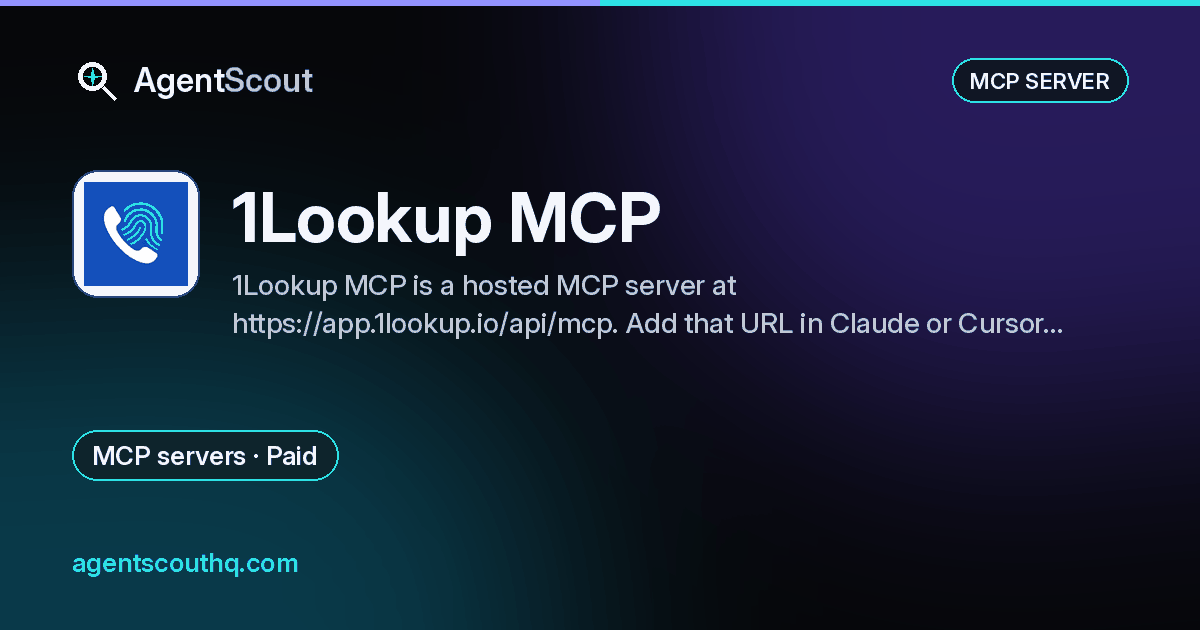 AgentScout
MCP SERVER
1Lookup MCP
1Lookup MCP is a hosted MCP server at
https://app.1lookup.io/api/mcp. Add that URL in Claude or Cursor...
MCP servers · Paid
agentscouthq.com